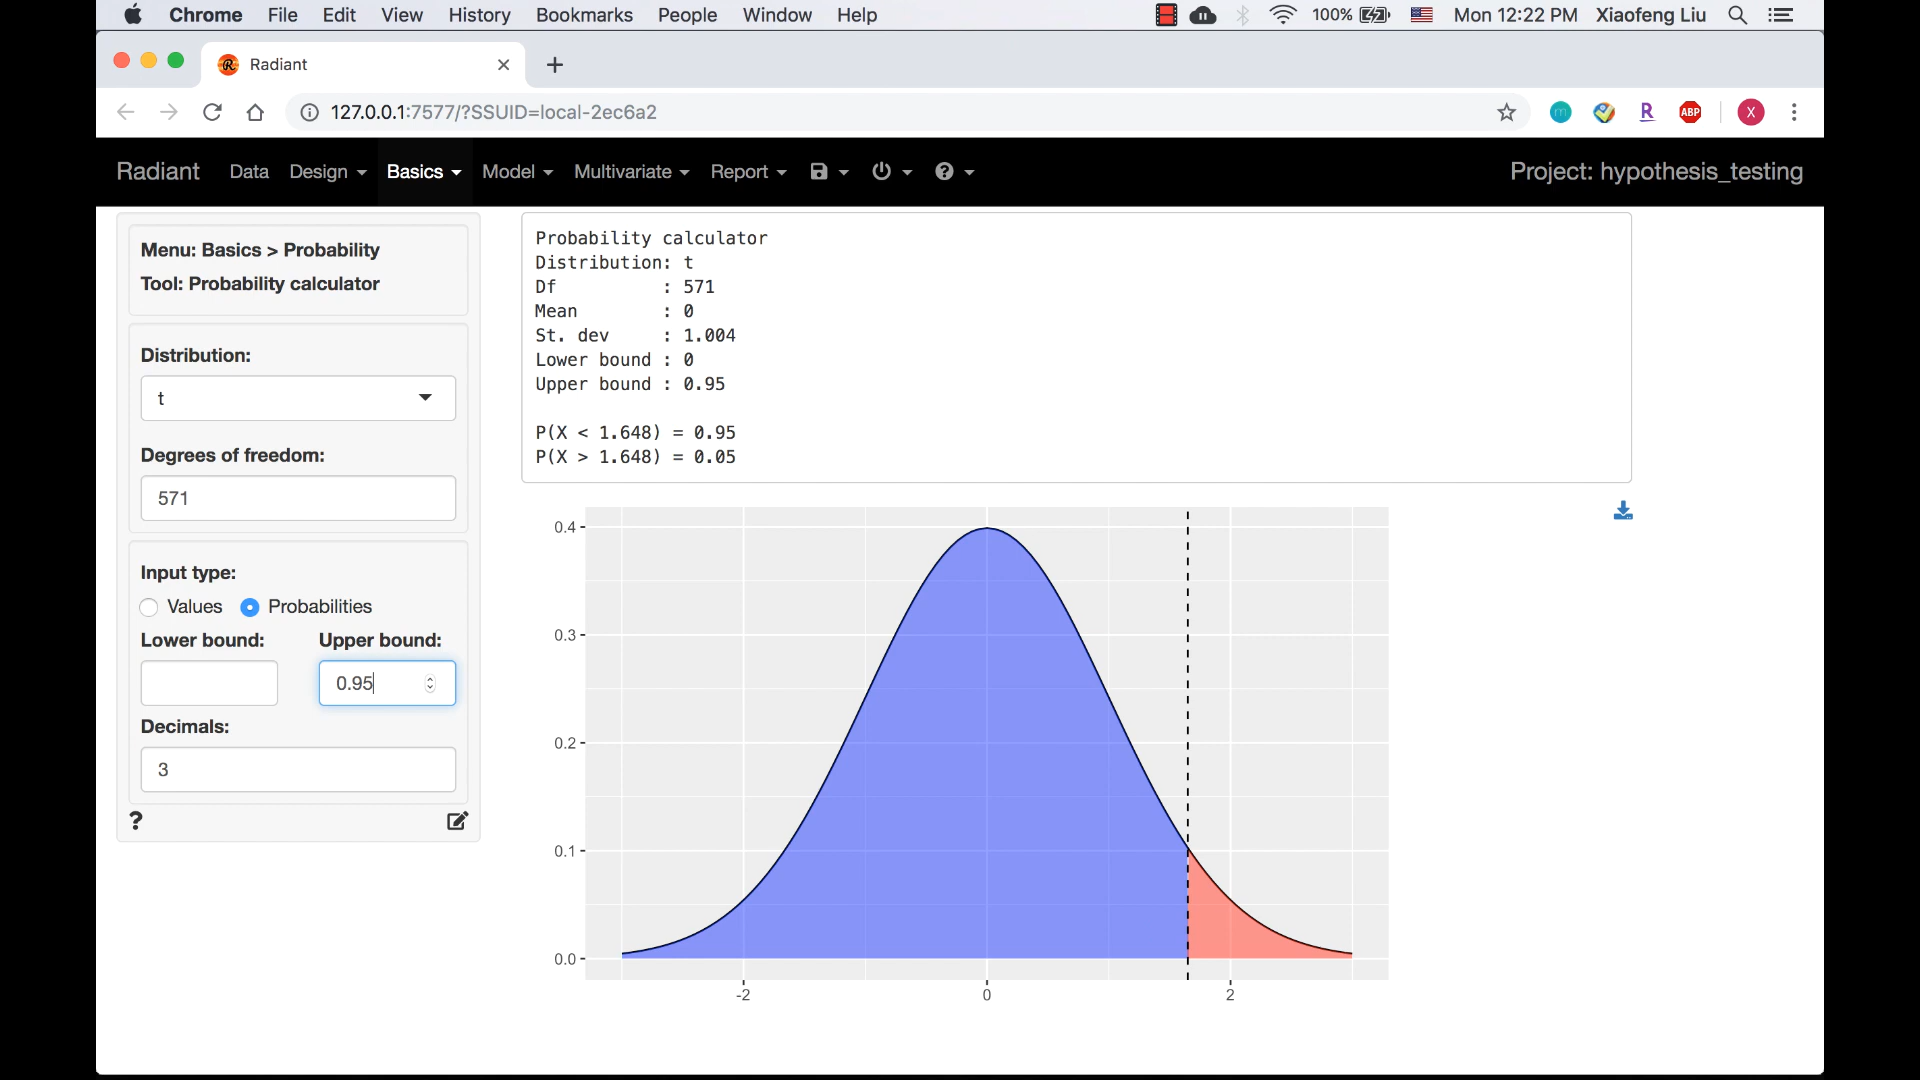 Chrome File Edit View History Bookmarks People Window Help 100% Mon 12:22 PM Xiaofeng Liu
Radiant
127.0.0.1:7577/?SSUID=local-2ec6a2 m R ABP X
Radiant Data Design Basics Model Multivariate Report Project: hypothesis_testing
Menu: Basics > Probability
Tool: Probability calculator
Distribution:
t
Degrees of freedom:
571
Input type:
Values Probabilities
Lower bound: Upper bound:
0.95
Decimals:
3
?
Probability calculator
Distribution: t
Df : 571
Mean : 0
St. dev : 1.004
Lower bound : 0
Upper bound : 0.95
P(X < 1.648) = 0.95
P(X > 1.648) = 0.05
0.4
0.3
0.2
0.1
0.0
-2 0 2